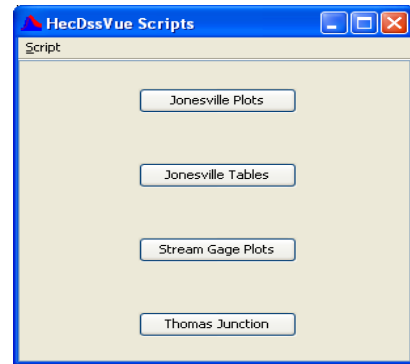 HecDssVue Scripts
Script
Jonesville Plots
Jonesville Tables
Stream Gage Plots
Thomas Junction